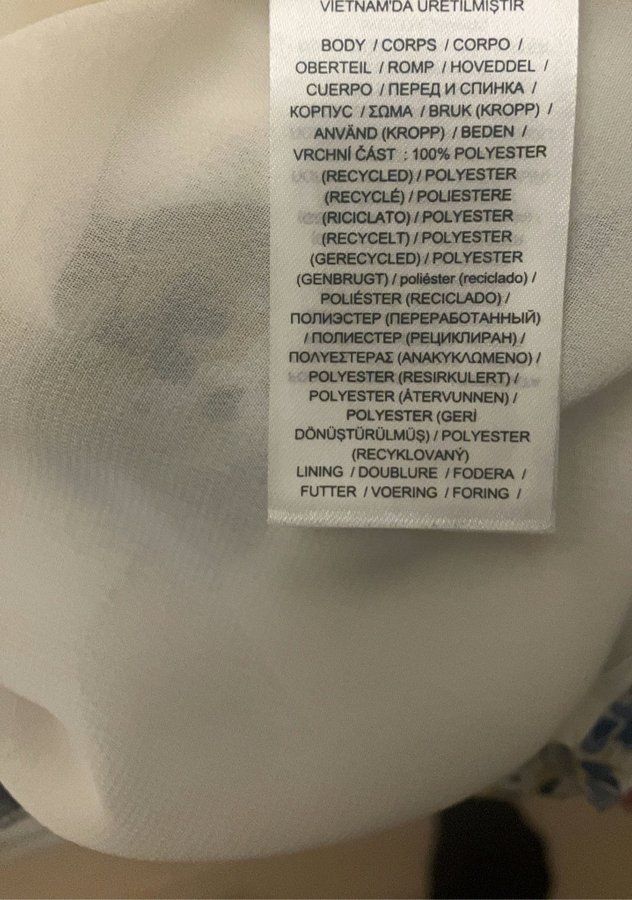 VIETNAM'DA ÜRETİLMİŞTİR
BODY / CORPS / CORPO /
OBERTEIL / ROMP / HOVEDDEL /
CUERPO / ПЕРЕД И СПИНКА /
КОРПУС / ΣΩΜΑ / BRUK (KROPP) /
ANVÄND (KROPP) / BEDEN /
VRCHNÍ ČÁST : 100% POLYESTER
(RECYCLED) / POLYESTER
(RECYCLÉ) / POLIESTERE
(RICICLATO) / POLYESTER
(RECYCELT) / POLYESTER
(GERECYCLED) / POLYESTER
(GENBRUGT) / poliéster (reciclado) /
POLIÉSTER (RECICLADO) /
ПОЛИЭСТЕР (ПЕРЕРАБОТАННЫЙ)
/ ПОЛИЕСТЕР (РЕЦИКЛИРАН) /
ΠΟΛΥΕΣΤΕΡΑΣ (ΑΝΑΚΥΚΛΩΜΕΝΟ) /
POLYESTER (RESIRKULERT) /
POLYESTER (ÅTERVUNNEN) /
POLYESTER (GERİ
DÖNÜŞTÜRÜLMÜŞ) / POLYESTER
(RECYKLOVANÝ)
LINING / DOUBLURE / FODERA /
FUTTER / VOERING / FORING /